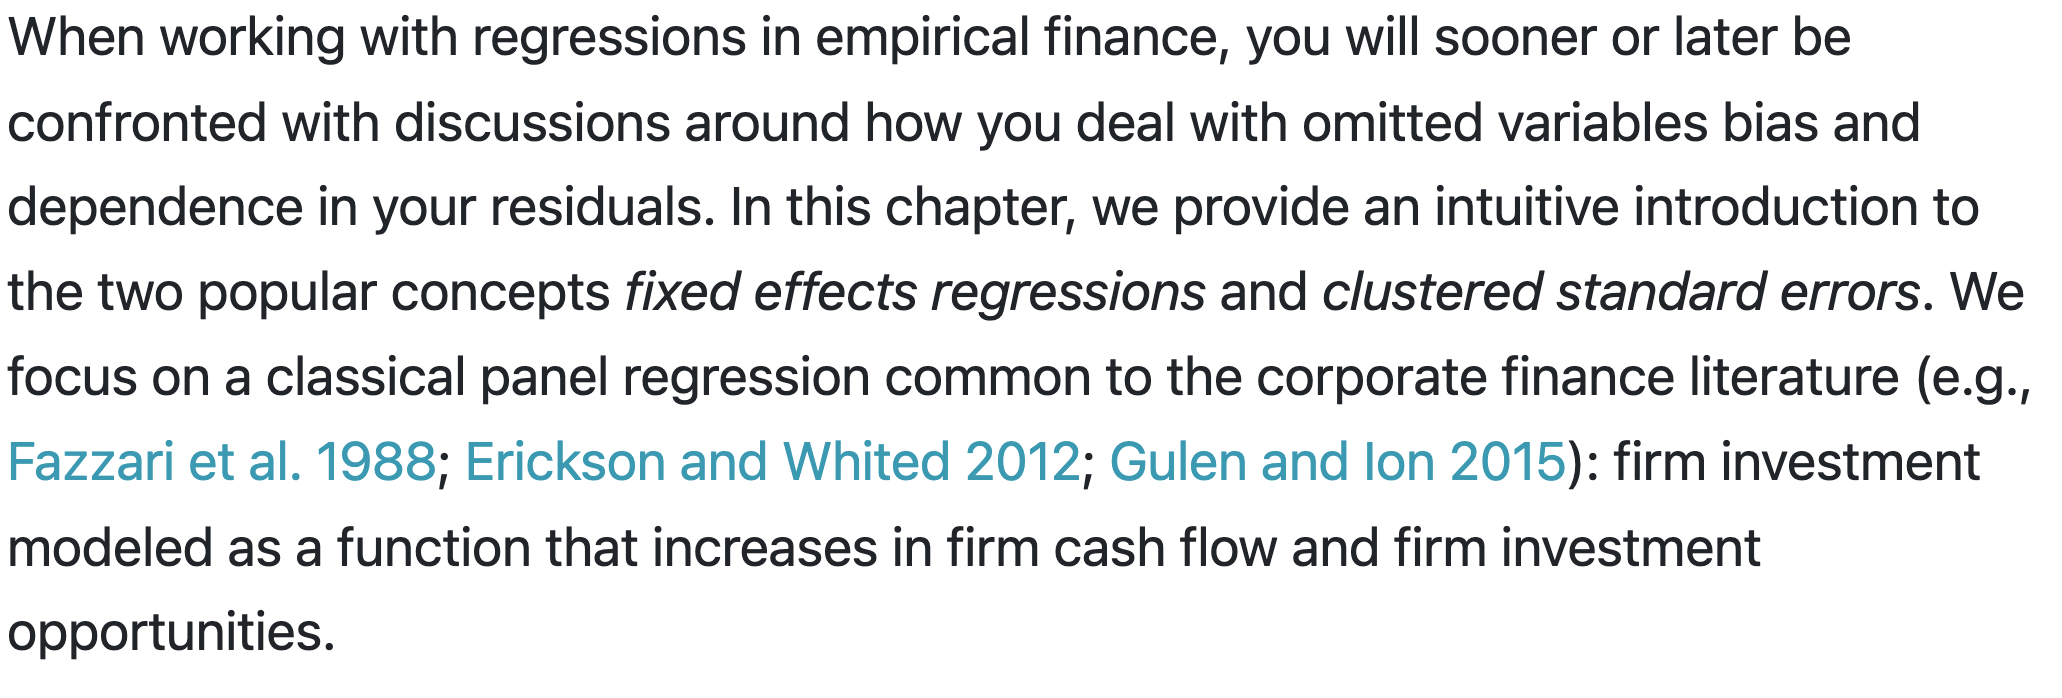 When working with regressions in empirical finance, you will sooner or later be
confronted with discussions around how you deal with omitted variables bias and
dependence in your residuals. In this chapter, we provide an intuitive introduction to
the two popular concepts fixed effects regressions and clustered standard errors. We
focus on a classical panel regression common to the corporate finance literature (e.g.,
Fazzari et al. 1988; Erickson and Whited 2012; Gulen and Ion 2015): firm investment
modeled as a function that increases in firm cash flow and firm investment
opportunities.